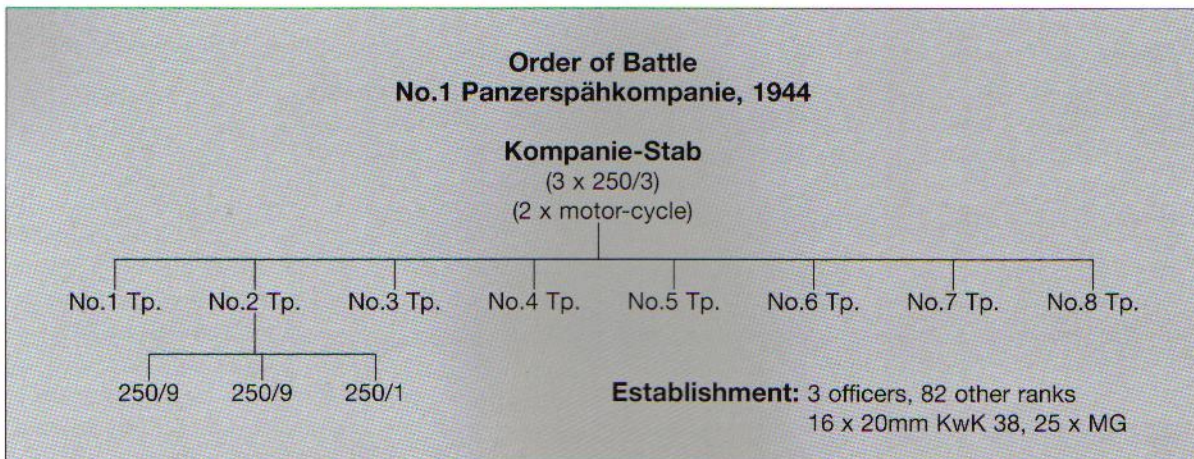 Order of Battle
No.1 Panzerspähkompanie, 1944
Kompanie-Stab
(3 x 250/3)
(2 x motor-cycle)
No.1 Tp. No.2 Tp. No.3 Tp. No.4 Tp. No.5 Tp. No.6 Tp. No.7 Tp. No.8 Tp.
250/9 250/9 250/1
Establishment: 3 officers, 82 other ranks
16 x 20mm KwK 38, 25 x MG